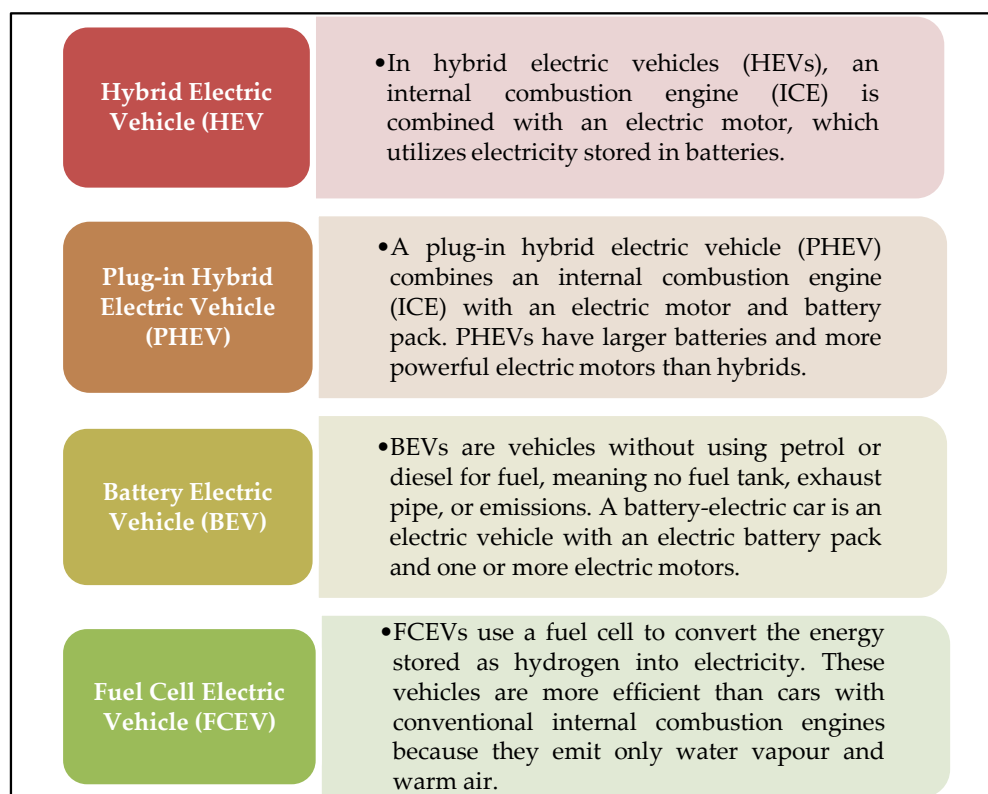 Hybrid Electric
Vehicle (HEV
•In hybrid electric vehicles (HEVs), an
internal combustion engine (ICE) is
combined with an electric motor, which
utilizes electricity stored in batteries.
Plug-in Hybrid
Electric Vehicle
(PHEV)
•A plug-in hybrid electric vehicle (PHEV)
combines an internal combustion engine
(ICE) with an electric motor and battery
pack. PHEVs have larger batteries and more
powerful electric motors than hybrids.
Battery Electric
Vehicle (BEV)
•BEVs are vehicles without using petrol or
diesel for fuel, meaning no fuel tank, exhaust
pipe, or emissions. A battery-electric car is an
electric vehicle with an electric battery pack
and one or more electric motors.
Fuel Cell Electric
Vehicle (FCEV)
•FCEVs use a fuel cell to convert the energy
stored as hydrogen into electricity. These
vehicles are more efficient than cars with
conventional internal combustion engines
because they emit only water vapour and
warm air.